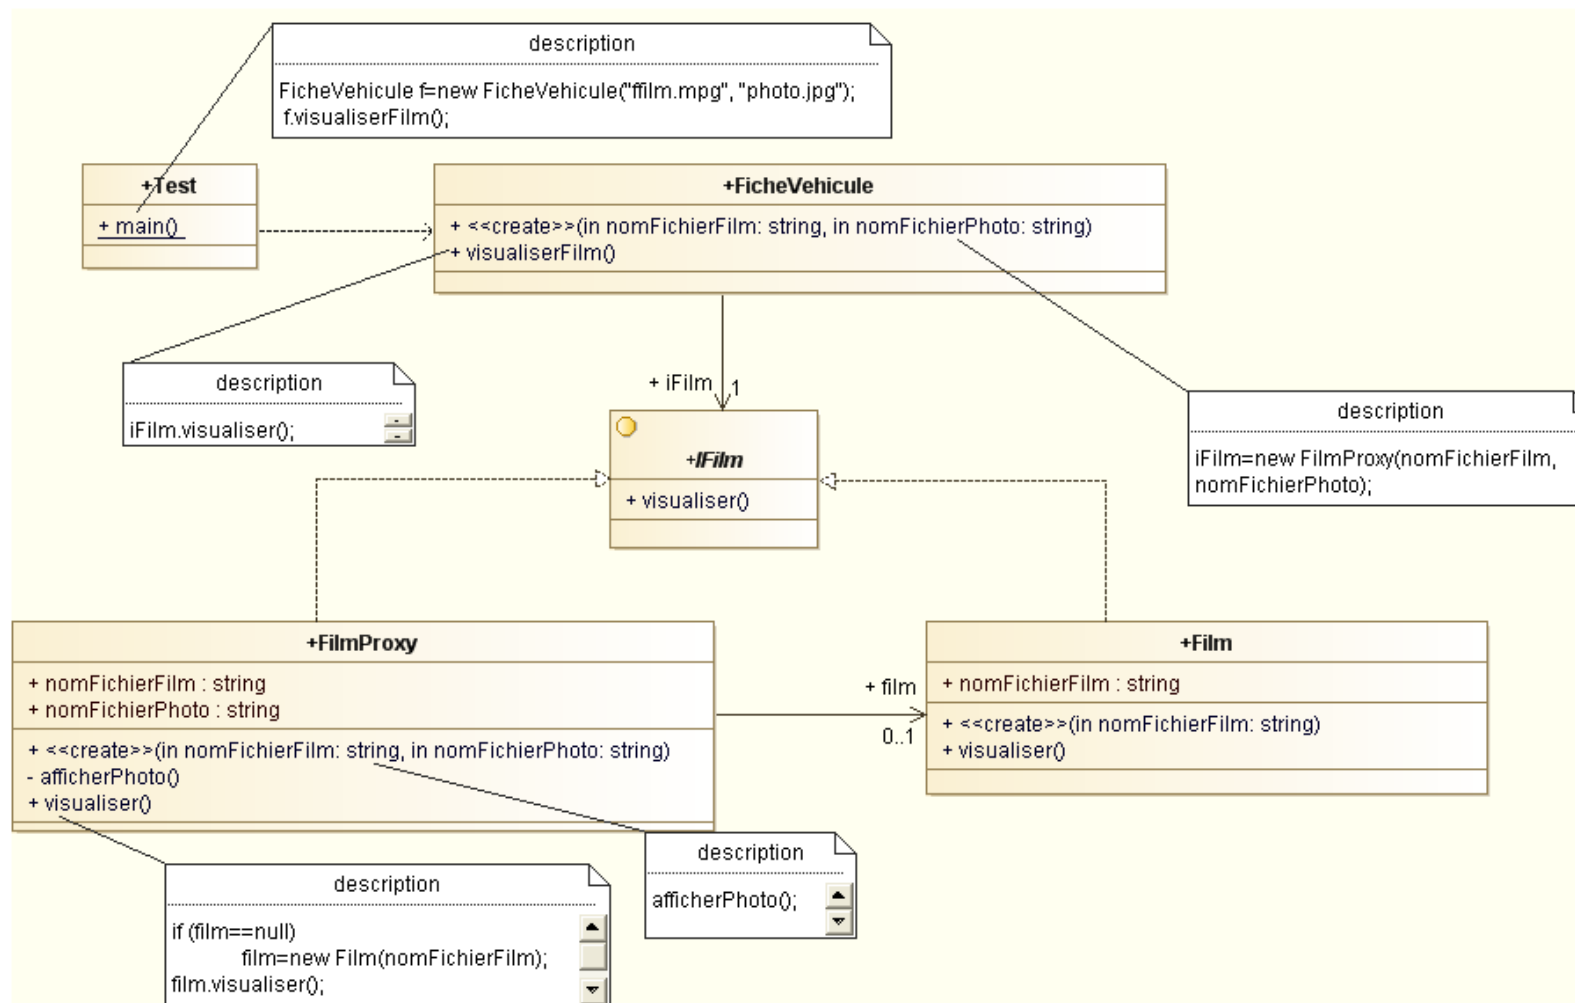 description
FicheVehicule f=new FicheVehicule("ffilm.mpg", "photo.jpg");
f.visualiserFilm();
+Test
+ main()
+FicheVehicule
+ <<create>>(in nomFichierFilm: string, in nomFichierPhoto: string)
+ visualiserFilm()
description
iFilm.visualiser();
+ iFilm
1
description
iFilm=new FilmProxy(nomFichierFilm,
nomFichierPhoto);
+IFilm
+ visualiser()
+FilmProxy
+ nomFichierFilm : string
+ nomFichierPhoto : string
+ <<create>>(in nomFichierFilm: string, in nomFichierPhoto: string)
- afficherPhoto()
+ visualiser()
+ film
0..1
+Film
+ nomFichierFilm : string
+ <<create>>(in nomFichierFilm: string)
+ visualiser()
description
afficherPhoto();
description
if (film==null)
film=new Film(nomFichierFilm);
film.visualiser();